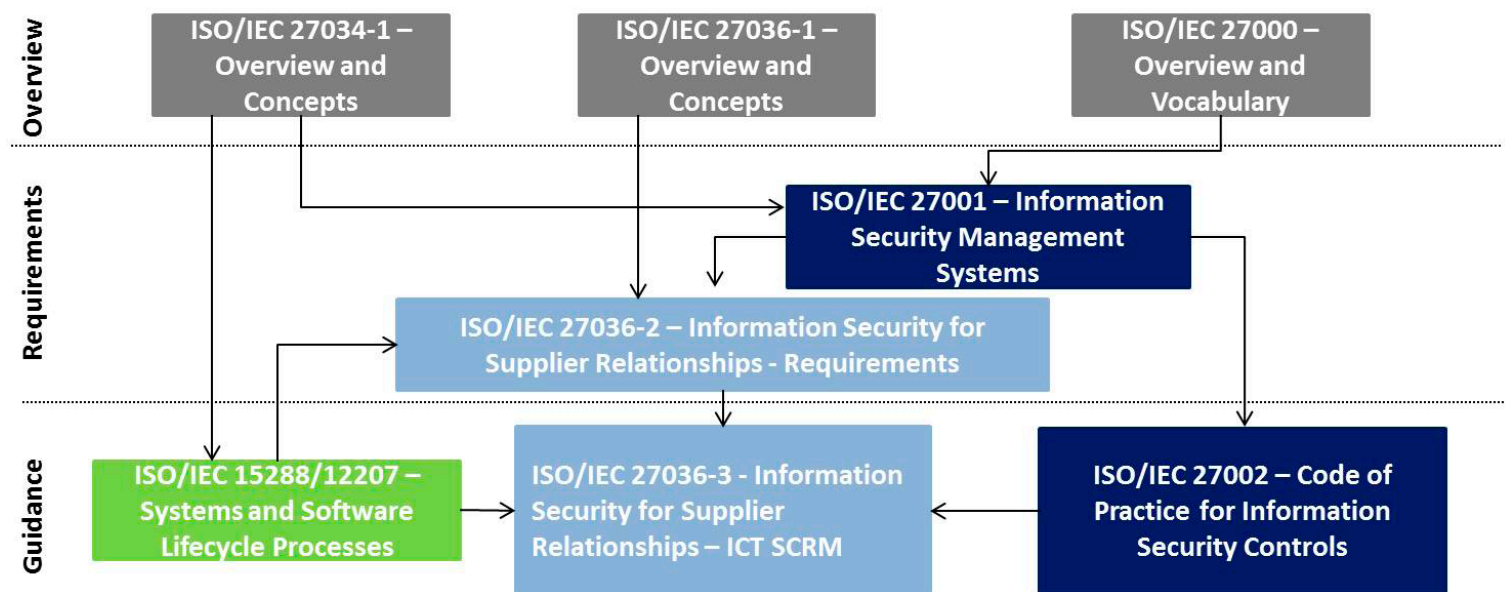 Overview
ISO/IEC 27034-1 –
Overview and
Concepts
ISO/IEC 27036-1 –
Overview and
Concepts
ISO/IEC 27000 –
Overview and
Vocabulary
Requirements
ISO/IEC 27001 – Information
Security Management
Systems
ISO/IEC 27036-2 – Information Security for
Supplier Relationships - Requirements
Guidance
ISO/IEC 15288/12207 –
Systems and Software
Lifecycle Processes
ISO/IEC 27036-3 - Information
Security for Supplier
Relationships – ICT SCRM
ISO/IEC 27002 – Code of
Practice for Information
Security Controls